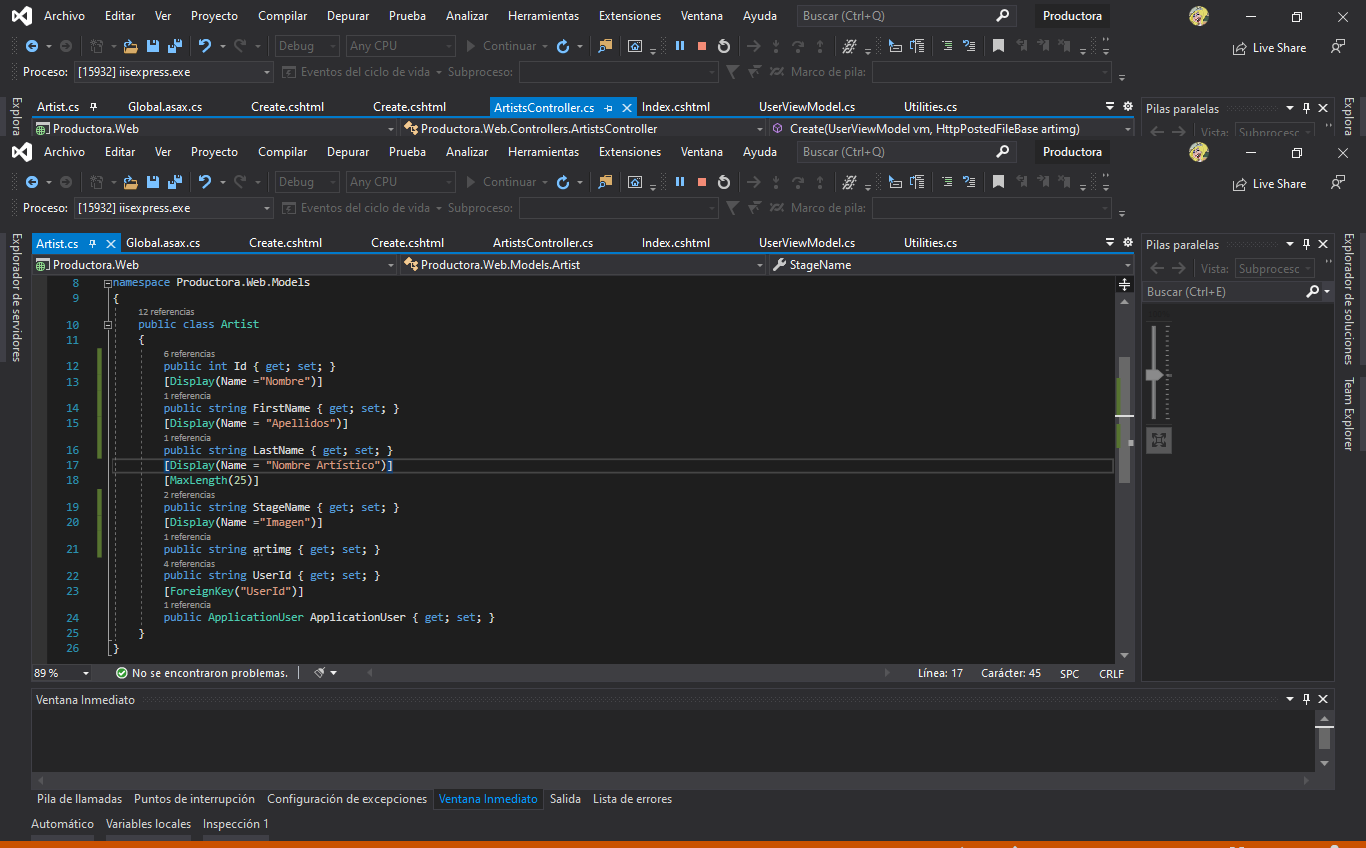 Archivo Editar Ver Proyecto Compilar Depurar Prueba Analizar Herramientas Extensiones Ventana Ayuda Buscar (Ctrl+Q) Productora
Debug Any CPU Continuar Live Share
Proceso: [15932] iisexpress.exe Eventos del ciclo de vida Subproceso: Marco de pila:
Explora
Artist.cs Global.asax.cs Create.cshtml Create.cshtml ArtistsController.cs Index.cshtml UserViewModel.cs Utilities.cs Pilas paralelas
Explora
Productora.Web Productora.Web.Controllers.ArtistsController Create(UserViewModel vm, HttpPostedFileBase artimg) Vista: Subprocesc
Archivo Editar Ver Proyecto Compilar Depurar Prueba Analizar Herramientas Extensiones Ventana Ayuda Buscar (Ctrl+Q) Productora
Debug Any CPU Continuar Live Share
Proceso: [15932] iisexpress.exe Eventos del ciclo de vida Subproceso: Marco de pila:
Explorador de servidores
Artist.cs Global.asax.cs Create.cshtml Create.cshtml ArtistsController.cs Index.cshtml UserViewModel.cs Utilities.cs Pilas paralelas
Productora.Web Productora.Web.Models.Artist StageName Vista: Subprocesc
Buscar (Ctrl+E)
Explorador de soluciones
Team Explorer
8 namespace Productora.Web.Models
9 {
12 referencias
10 public class Artist
11 {
6 referencias
12 public int Id { get; set; }
13 [Display(Name ="Nombre")]
1 referencia
14 public string FirstName { get; set; }
15 [Display(Name = "Apellidos")]
1 referencia
16 public string LastName { get; set; }
17 [Display(Name = "Nombre Artístico")]
18 [MaxLength(25)]
2 referencias
19 public string StageName { get; set; }
20 [Display(Name ="Imagen")]
1 referencia
21 public string artimg { get; set; }
4 referencias
22 public string UserId { get; set; }
23 [ForeignKey("UserId")]
1 referencia
24 public ApplicationUser ApplicationUser { get; set; }
25 }
26 }
89 % No se encontraron problemas. Línea: 17 Carácter: 45 SPC CRLF
Ventana Inmediato
Pila de llamadas Puntos de interrupción Configuración de excepciones Ventana Inmediato Salida Lista de errores
Automático Variables locales Inspección 1